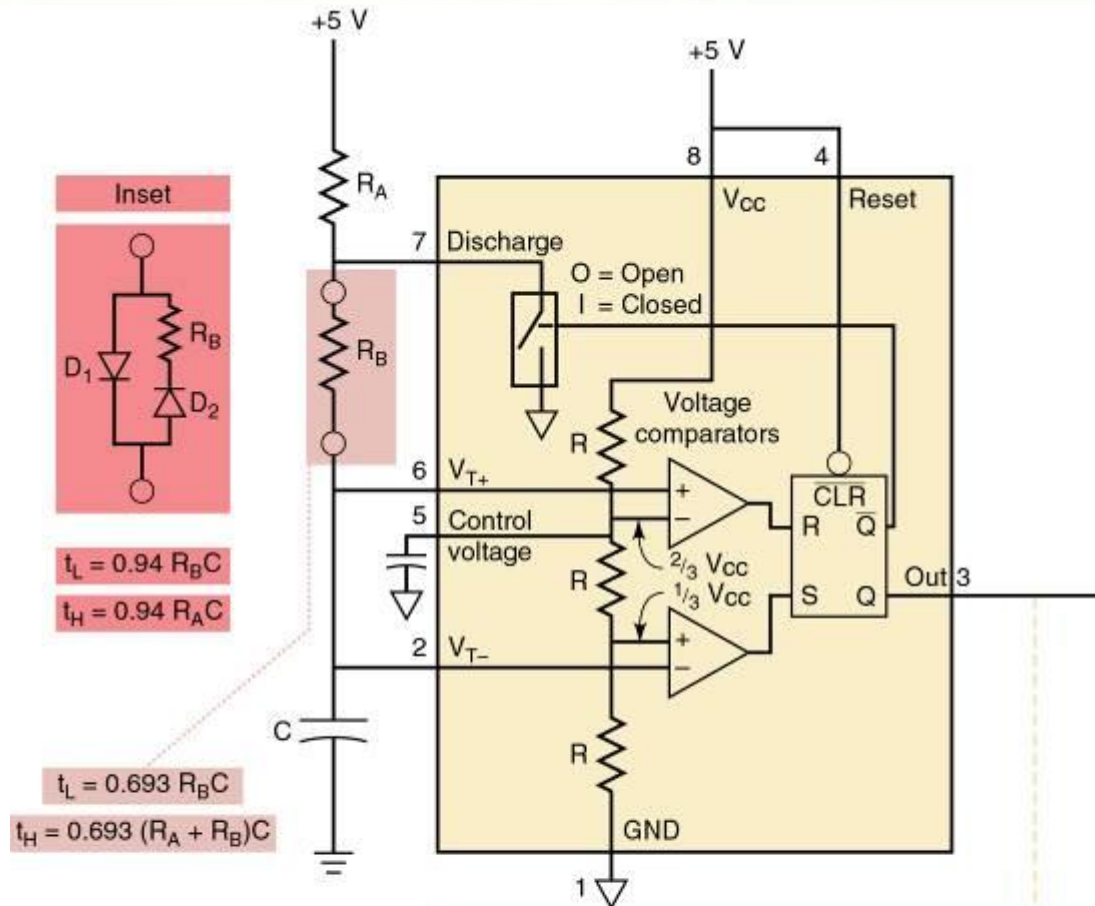 +5 V
+5 V
8
4
R_A
V_CC
Reset
Inset
7
Discharge
O = Open
I = Closed
R_B
R_B
D_1
D_2
Voltage
comparators
R
6
V_T+
+
−
CLR
R
Q
5
Control
voltage
2/3 V_CC
1/3 V_CC
R
S
Q
Out 3
t_L = 0.94 R_BC
t_H = 0.94 R_AC
2
V_T−
+
−
C
R
t_L = 0.693 R_BC
t_H = 0.693 (R_A + R_B)C
GND
1